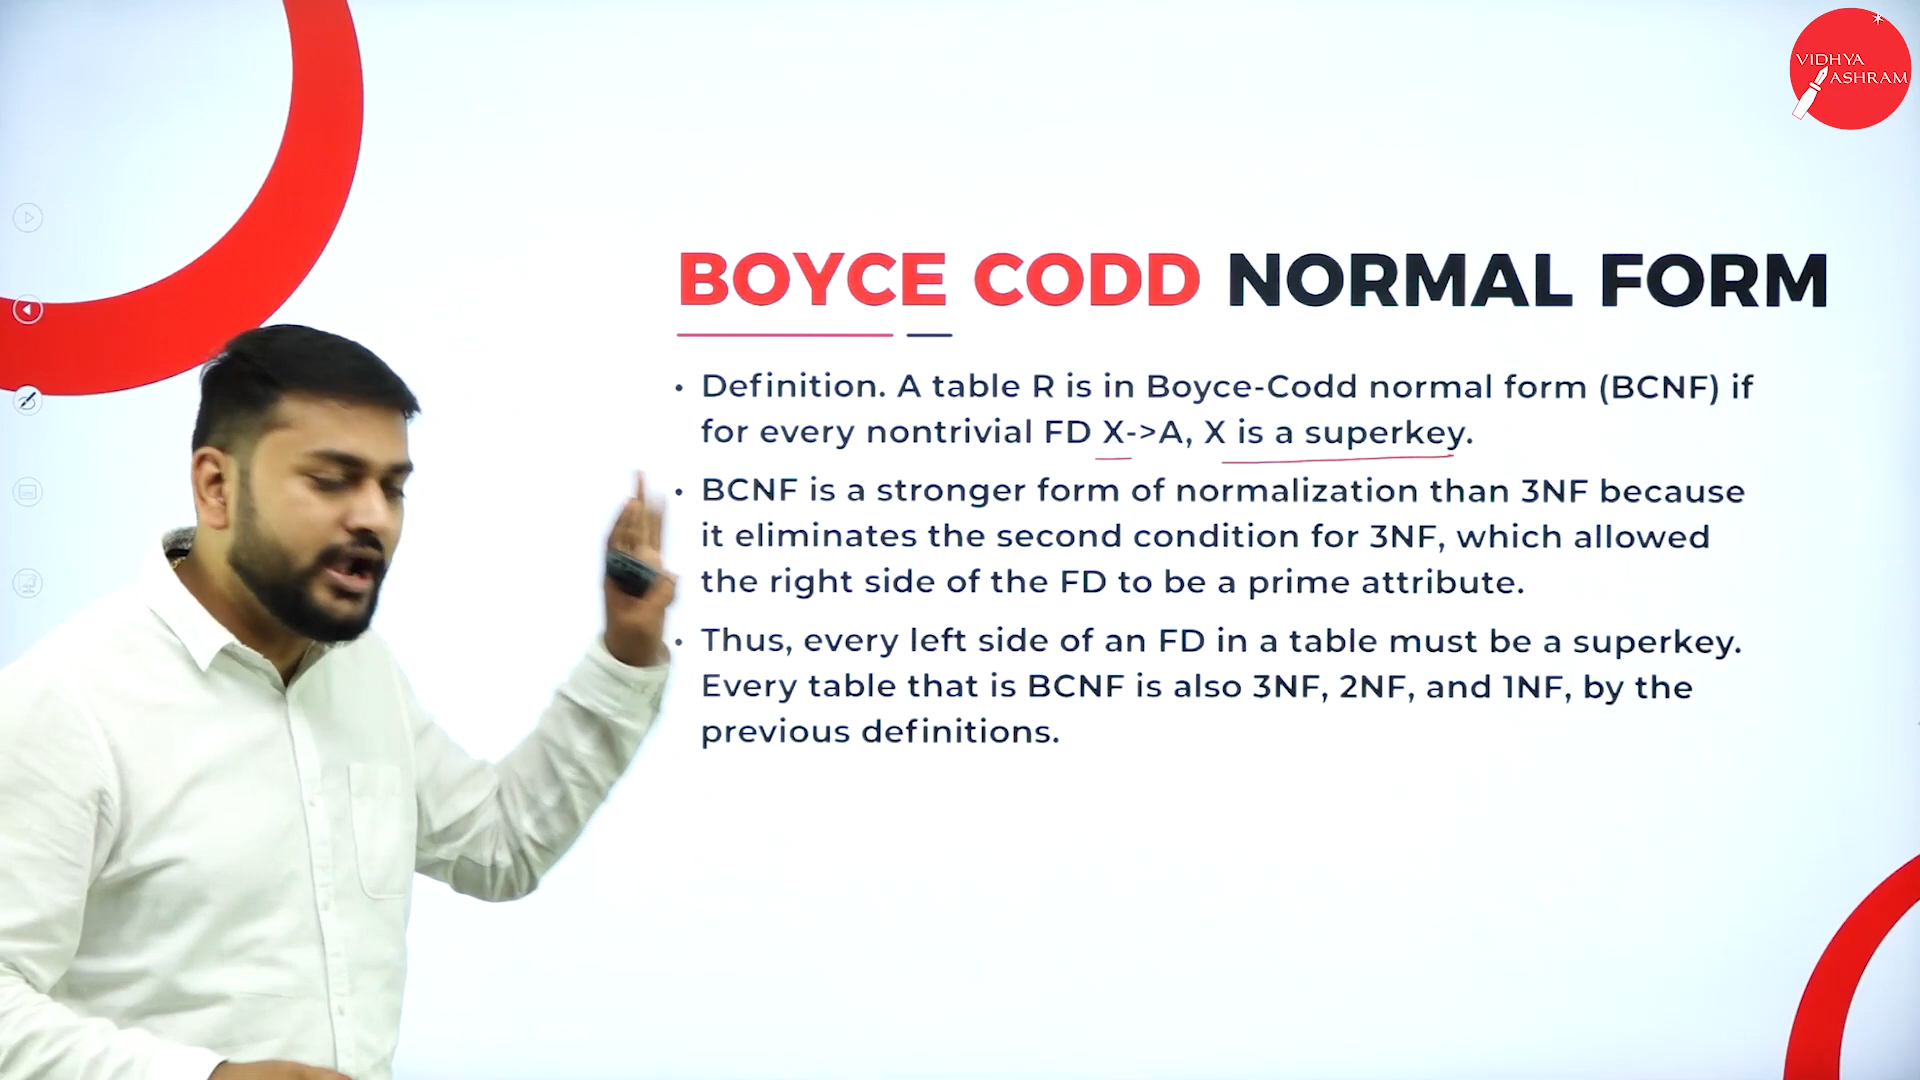 VIDHYA
ASHRAM
BOYCE CODD NORMAL FORM
• Definition. A table R is in Boyce-Codd normal form (BCNF) if
for every nontrivial FD X->A, X is a superkey.
• BCNF is a stronger form of normalization than 3NF because
it eliminates the second condition for 3NF, which allowed
the right side of the FD to be a prime attribute.
• Thus, every left side of an FD in a table must be a superkey.
Every table that is BCNF is also 3NF, 2NF, and 1NF, by the
previous definitions.